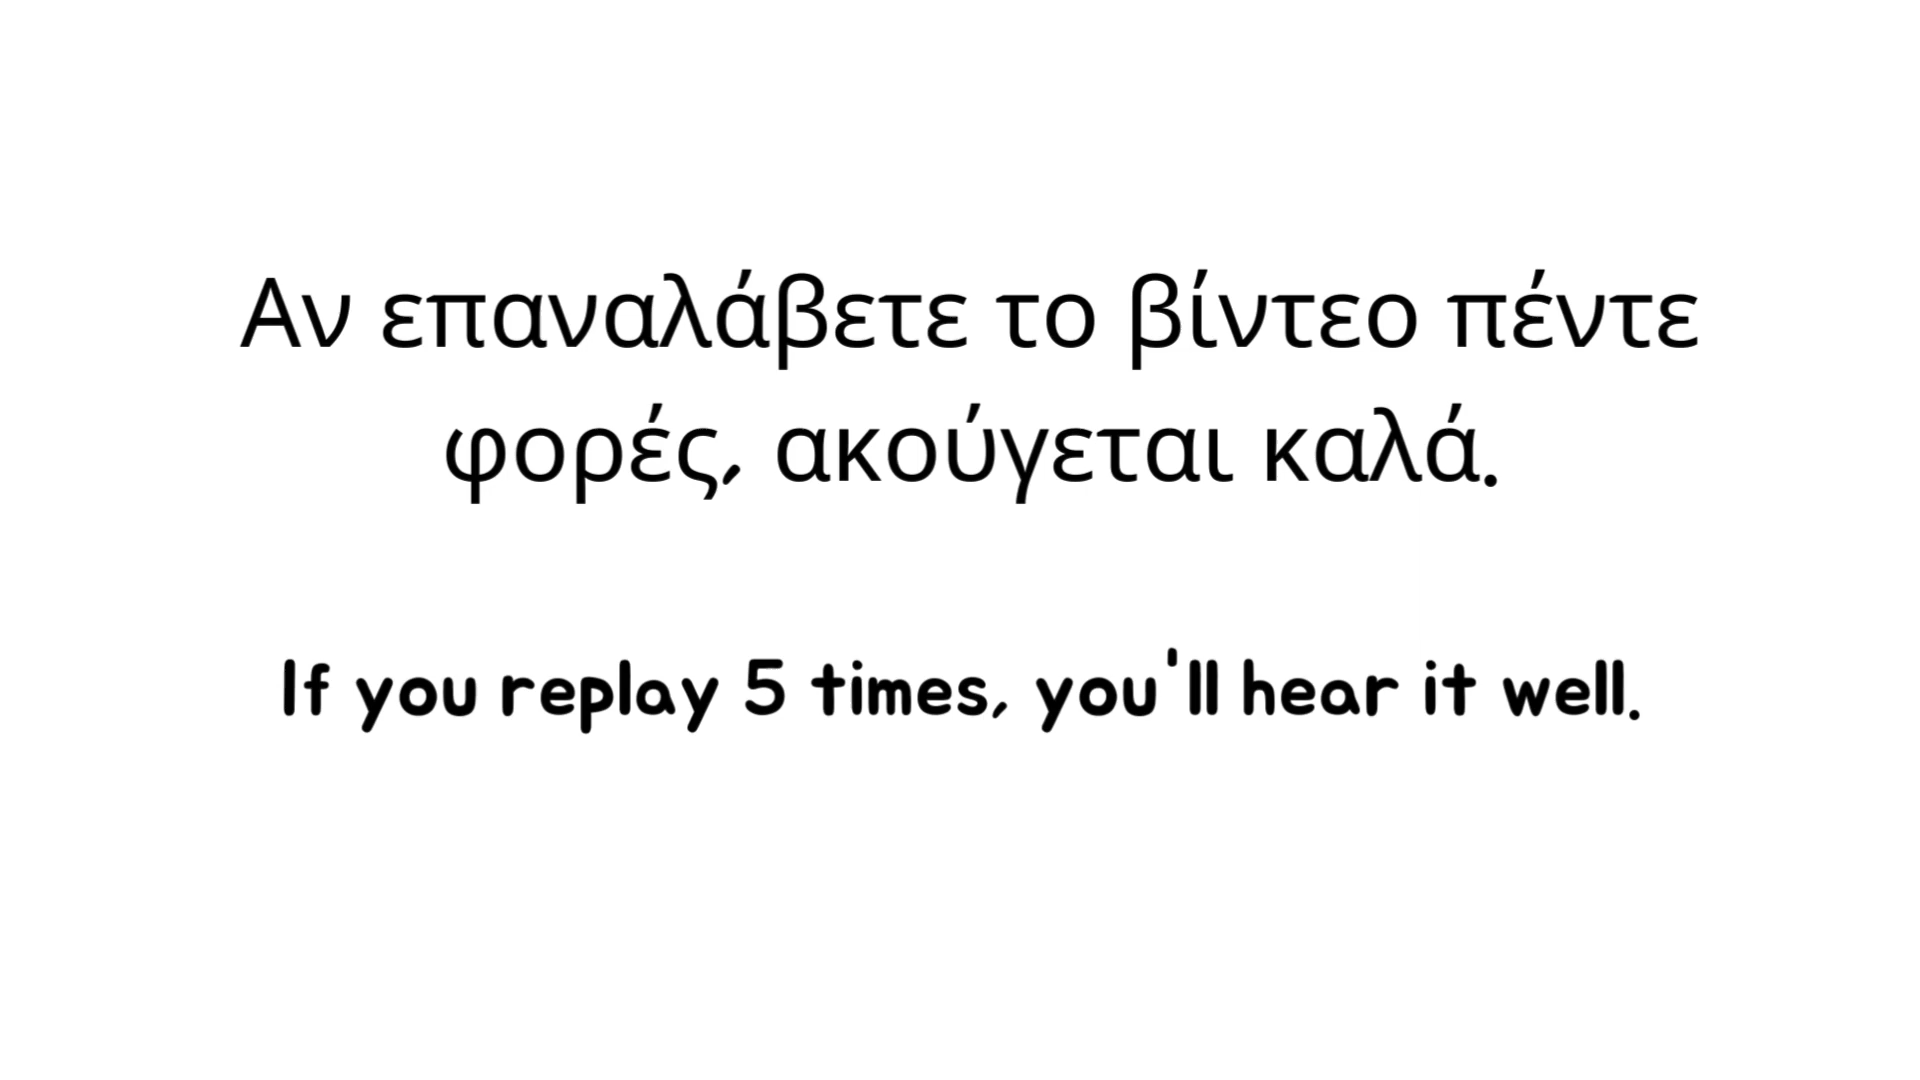 Αν επαναλάβετε το βίντεο πέντε
φορές, ακούγεται καλά.
If you replay 5 times, you'll hear it well.